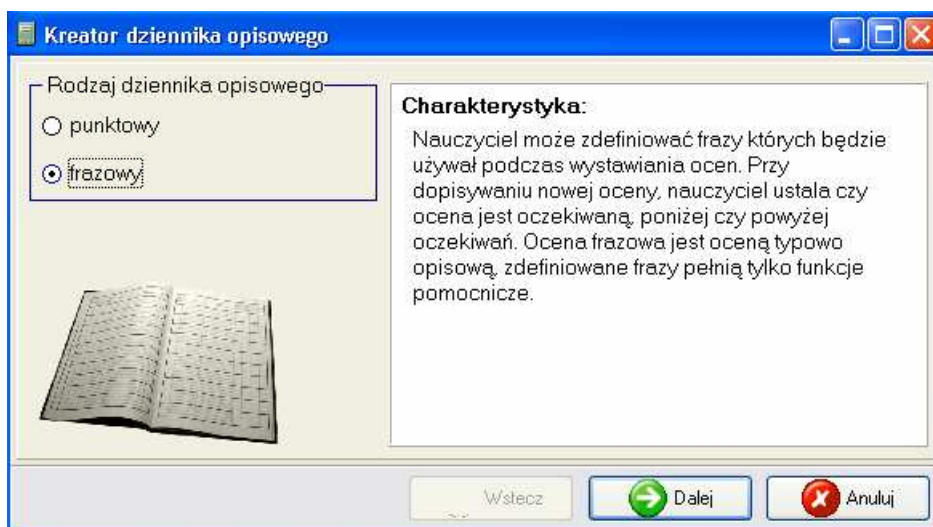 Kreator dziennika opisowego
Rodzaj dziennika opisowego
punktowy
frazowy
Charakterystyka:
Nauczyciel może zdefiniować frazy których będzie
używał podczas wystawiania ocen. Przy
dopisywaniu nowej oceny, nauczyciel ustala czy
ocena jest oczekiwaną, poniżej czy powyżej
oczekiwań. Ocena frazowa jest oceną typowo
opisową, zdefiniowane frazy pełnią tylko funkcje
pomocnicze.
Wstecz
Dalej
Anuluj